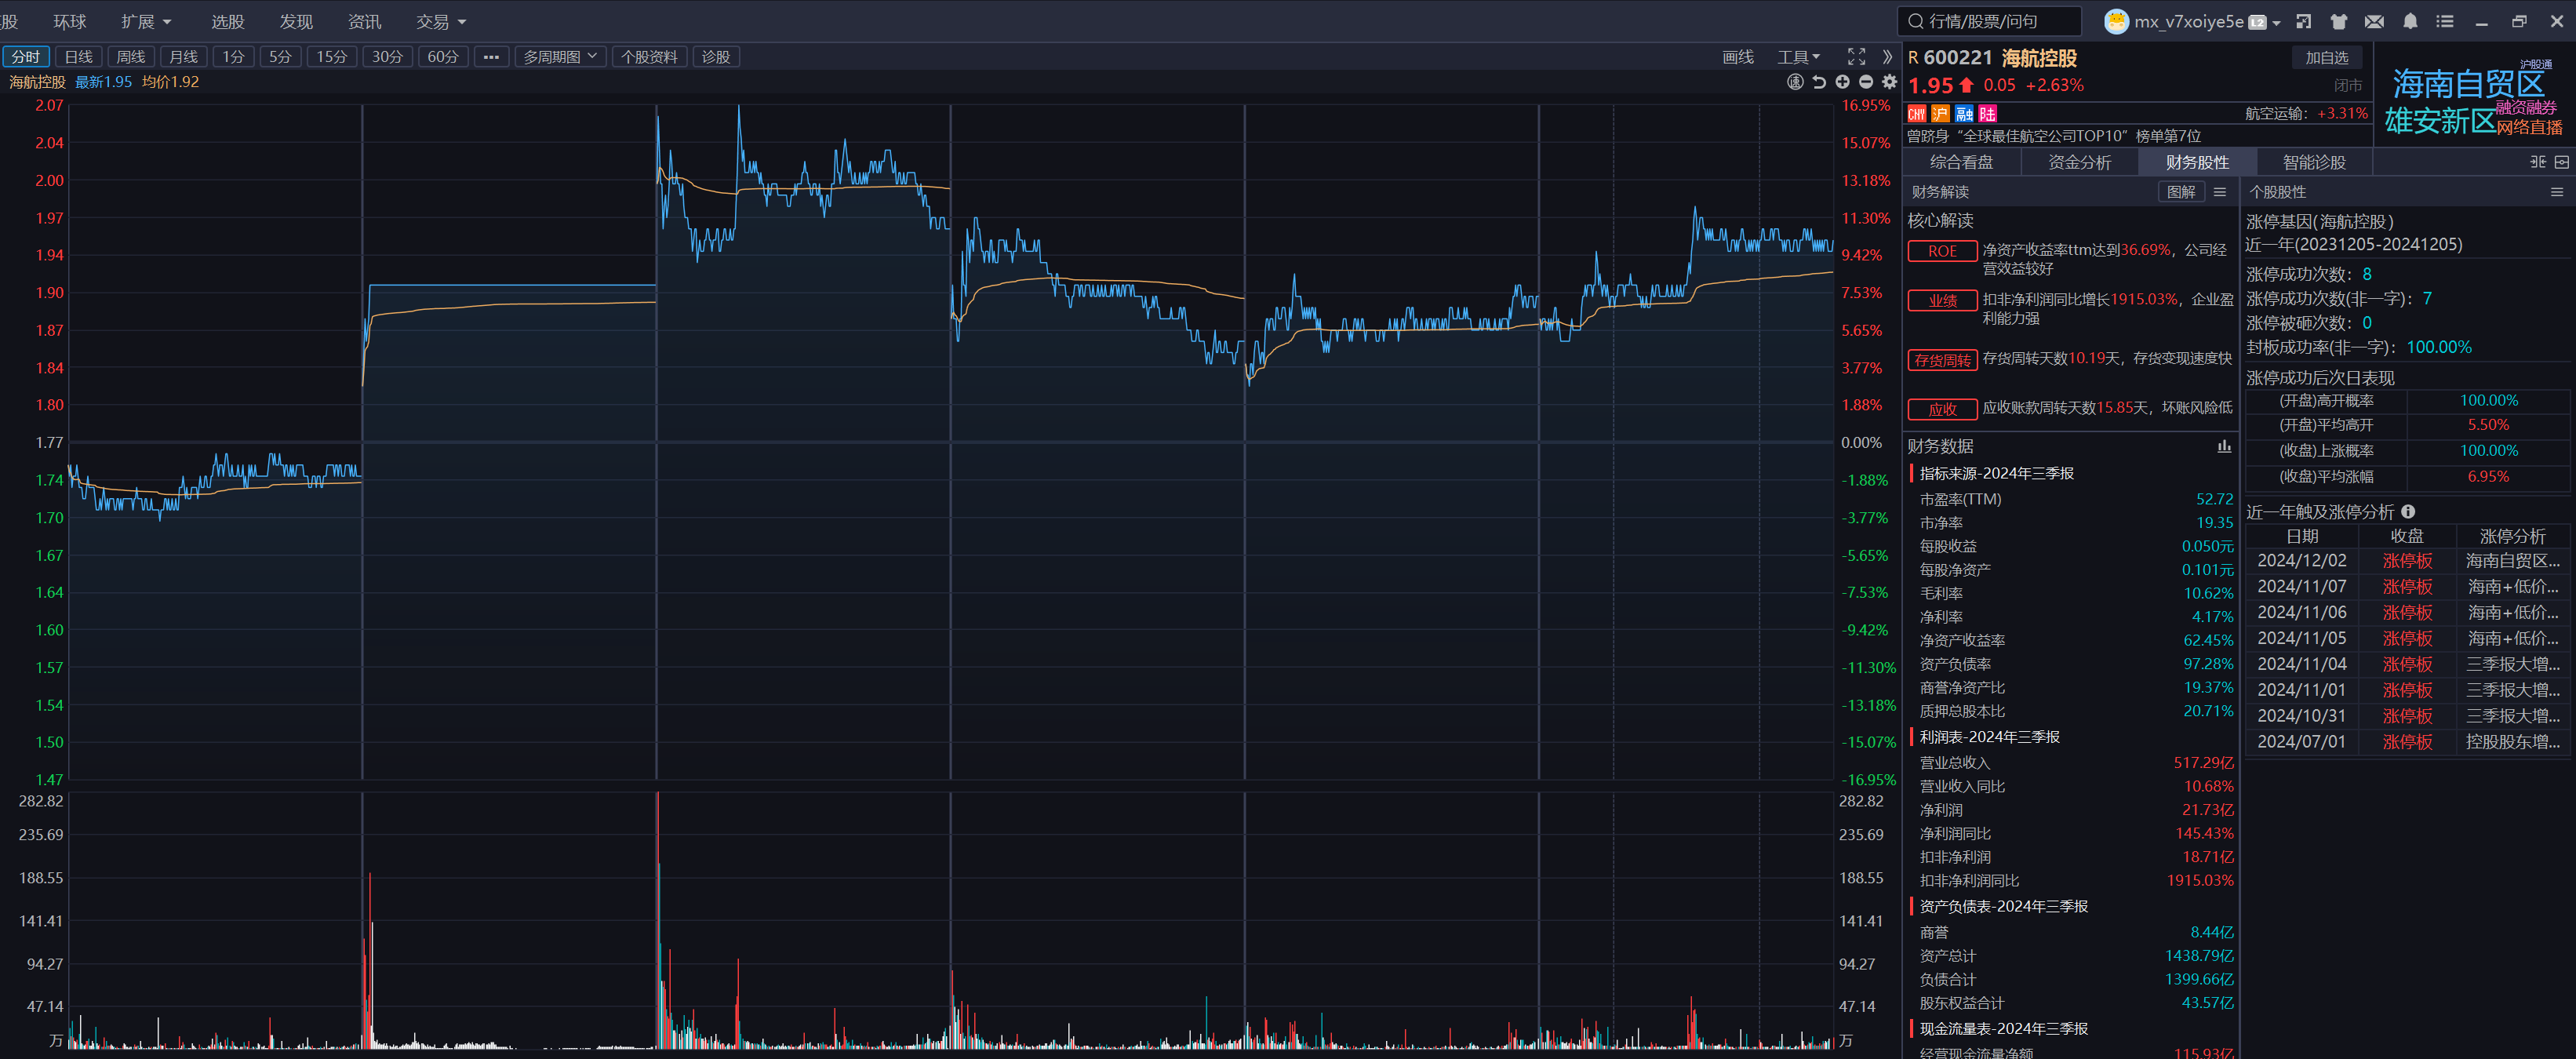 股 环球 扩展 选股 发现 资讯 交易 行情/股票/问句 mx_v7xoiye5e L2
分时 日线 周线 月线 1分 5分 15分 30分 60分 ••• 多周期图 个股资料 诊股 画线 工具
海航控股 最新1.95 均价1.92
2.07
2.04
2.00
1.97
1.94
1.90
1.87
1.84
1.80
1.77
1.74
1.70
1.67
1.64
1.60
1.57
1.54
1.50
1.47
282.82
235.69
188.55
141.41
94.27
47.14
万
16.95%
15.07%
13.18%
11.30%
9.42%
7.53%
5.65%
3.77%
1.88%
0.00%
-1.88%
-3.77%
-5.65%
-7.53%
-9.42%
-11.30%
-13.18%
-15.07%
-16.95%
282.82
235.69
188.55
141.41
94.27
47.14
万
R 600221 海航控股 加自选
1.95 0.05 +2.63% 闭市
CNY 沪 融 陆 航空运输: +3.31%
曾跻身“全球最佳航空公司TOP10”榜单第7位
沪股通
海南自贸区
融资融券
雄安新区
网络直播
综合看盘 资金分析 财务股性 智能诊股
财务解读 图解
核心解读
ROE 净资产收益率ttm达到36.69%，公司经
营效益较好
业绩 扣非净利润同比增长1915.03%，企业盈
利能力强
存货周转 存货周转天数10.19天，存货变现速度快
应收 应收账款周转天数15.85天，坏账风险低
财务数据
指标来源-2024年三季报
市盈率(TTM) 52.72
市净率 19.35
每股收益 0.050元
每股净资产 0.101元
毛利率 10.62%
净利率 4.17%
净资产收益率 62.45%
资产负债率 97.28%
商誉净资产比 19.37%
质押总股本比 20.71%
利润表-2024年三季报
营业总收入 517.29亿
营业收入同比 10.68%
净利润 21.73亿
净利润同比 145.43%
扣非净利润 18.71亿
扣非净利润同比 1915.03%
资产负债表-2024年三季报
商誉 8.44亿
资产总计 1438.79亿
负债合计 1399.66亿
股东权益合计 43.57亿
现金流量表-2024年三季报
经营现金流量净额 115.93亿
个股股性
涨停基因(海航控股)
近一年(20231205-20241205)
涨停成功次数: 8
涨停成功次数(非一字): 7
涨停被砸次数: 0
封板成功率(非一字): 100.00%
涨停成功后次日表现
(开盘)高开概率 100.00%
(开盘)平均高开 5.50%
(收盘)上涨概率 100.00%
(收盘)平均涨幅 6.95%
近一年触及涨停分析
日期 收盘 涨停分析
2024/12/02 涨停板 海南自贸区...
2024/11/07 涨停板 海南+低价...
2024/11/06 涨停板 海南+低价...
2024/11/05 涨停板 海南+低价...
2024/11/04 涨停板 三季报大增...
2024/11/01 涨停板 三季报大增...
2024/10/31 涨停板 三季报大增...
2024/07/01 涨停板 控股股东增...